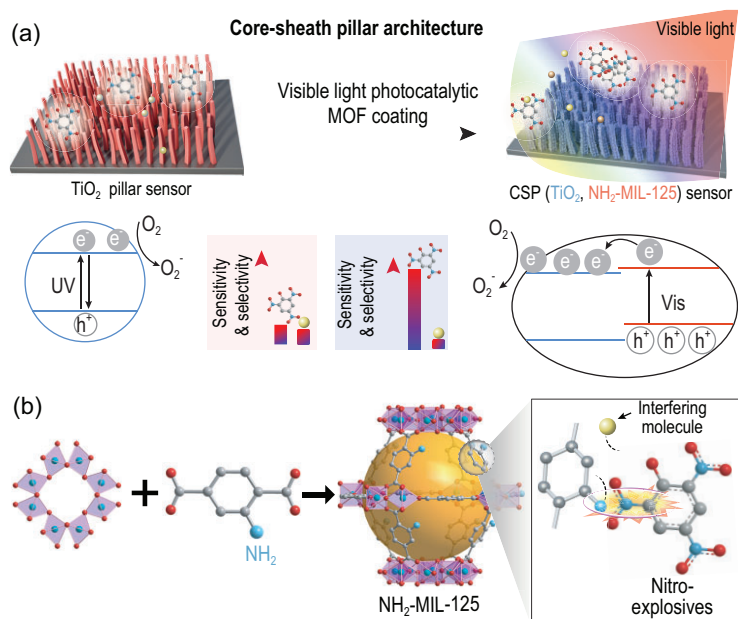 (a)
Core-sheath pillar architecture
Visible light
Visible light photocatalytic
MOF coating
TiO₂ pillar sensor
CSP (TiO₂, NH₂-MIL-125) sensor
e⁻ e⁻ O₂
O₂⁻
UV
h⁺
Sensitivity
& selectivity
Sensitivity
& selectivity
O₂
e⁻ e⁻ e⁻ e⁻
O₂⁻
Vis
h⁺ h⁺ h⁺
(b)
NH₂
NH₂-MIL-125
Interfering
molecule
Nitro-
explosives